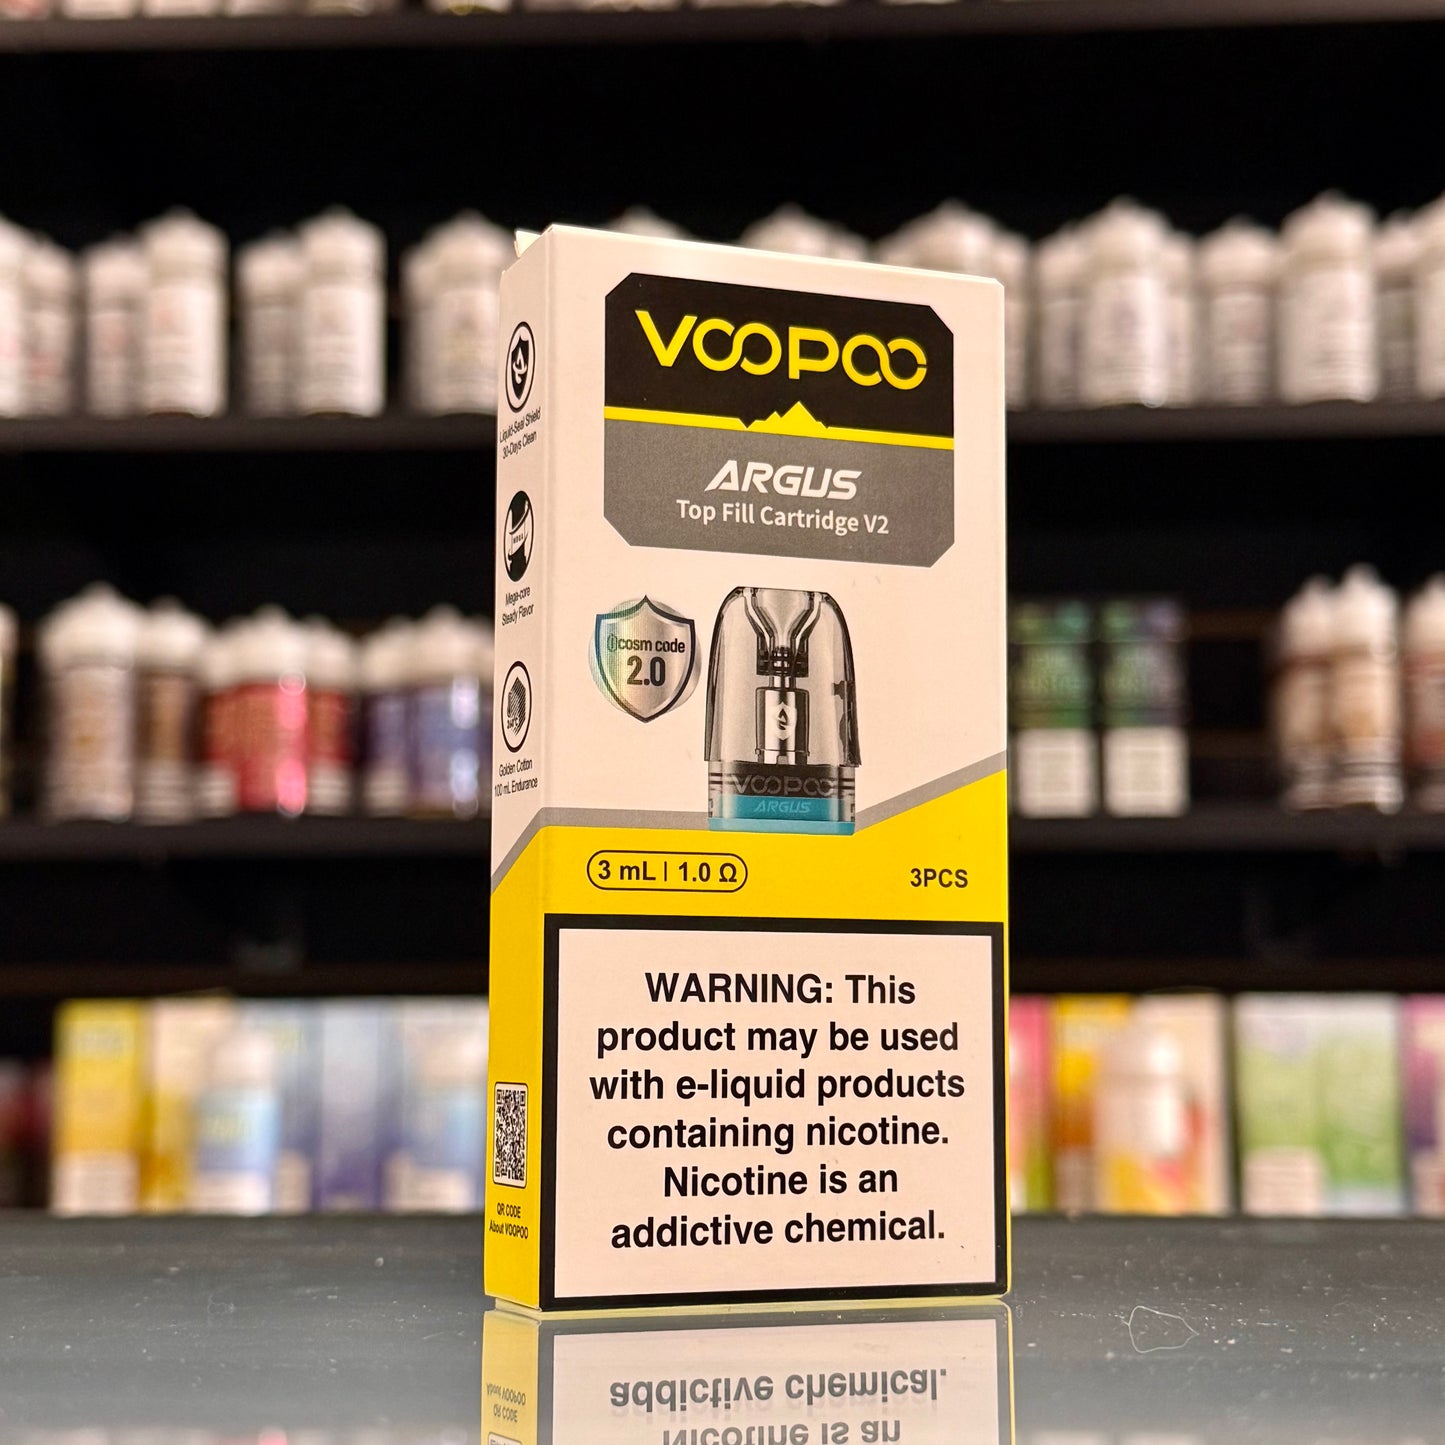 VOOPOO
ARGUS
Top Fill Cartridge V2
Liquid-Seal Shield
30-Days Clean
Mega-core
Steady Flavor
Golden Cotton
100 mL Endurance
icosm code
2.0
VOOPOO
ARGUS
3 mL | 1.0 Ω
3PCS
WARNING: This
product may be used
with e-liquid products
containing nicotine.
Nicotine is an
addictive chemical.
QR CODE
About VOOPOO